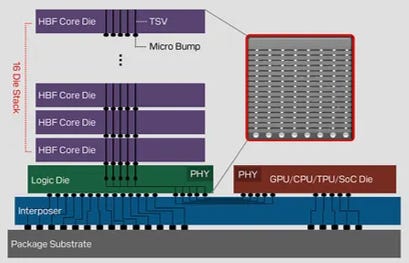 HBF Core Die
TSV
Micro Bump
16 Die Stack
HBF Core Die
HBF Core Die
HBF Core Die
Logic Die
PHY
PHY
GPU/CPU/TPU/SoC Die
Interposer
Package Substrate